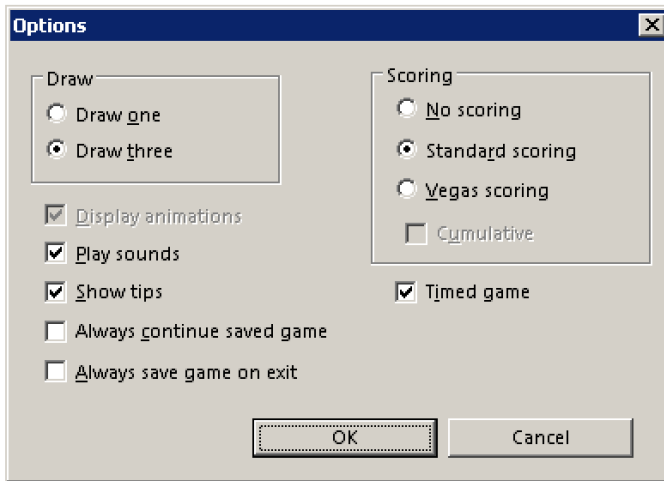 Options
Draw
Draw one
Draw three
Display animations
Play sounds
Show tips
Always continue saved game
Always save game on exit
Scoring
No scoring
Standard scoring
Vegas scoring
Cumulative
Timed game
OK
Cancel